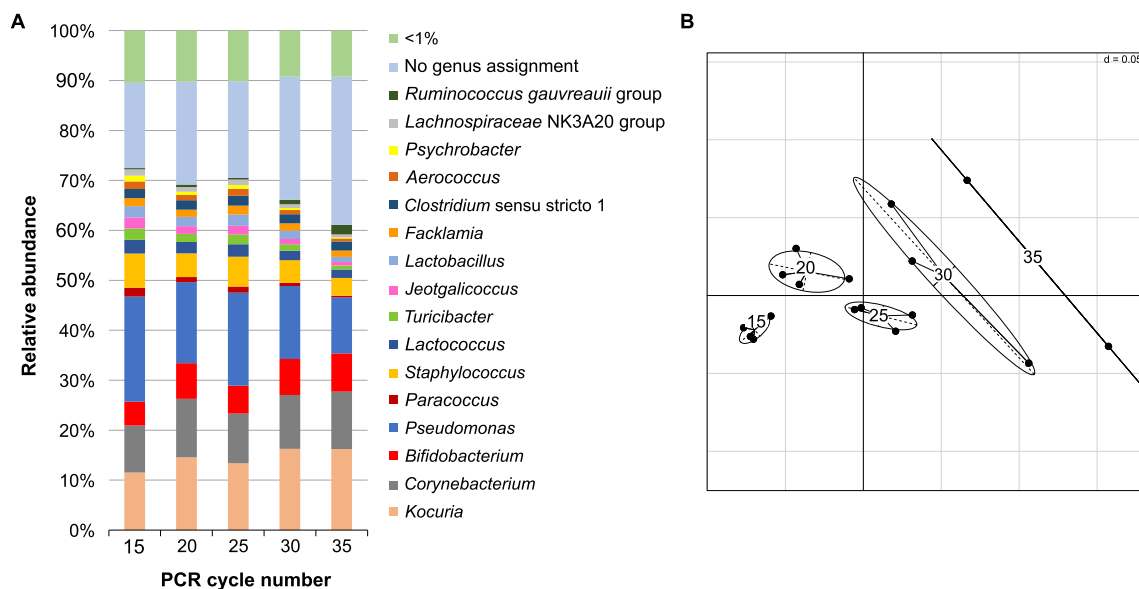 A
Relative abundance
100%
90%
80%
70%
60%
50%
40%
30%
20%
10%
0%
15 20 25 30 35
PCR cycle number
<1%
No genus assignment
Ruminococcus gauvreauii group
Lachnospiraceae NK3A20 group
Psychrobacter
Aerococcus
Clostridium sensu stricto 1
Facklamia
Lactobacillus
Jeotgalicoccus
Turicibacter
Lactococcus
Staphylococcus
Paracoccus
Pseudomonas
Bifidobacterium
Corynebacterium
Kocuria
B
d = 0.05
35
20
30
25
15